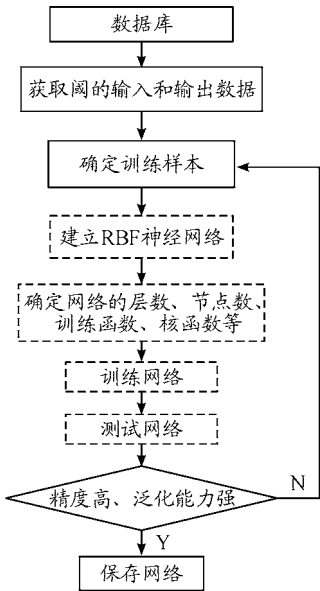 数据库
获取阈的输入和输出数据
确定训练样本
建立RBF神经网络
确定网络的层数、节点数、
训练函数、核函数等
训练网络
测试网络
精度高、泛化能力强
N
Y
保存网络